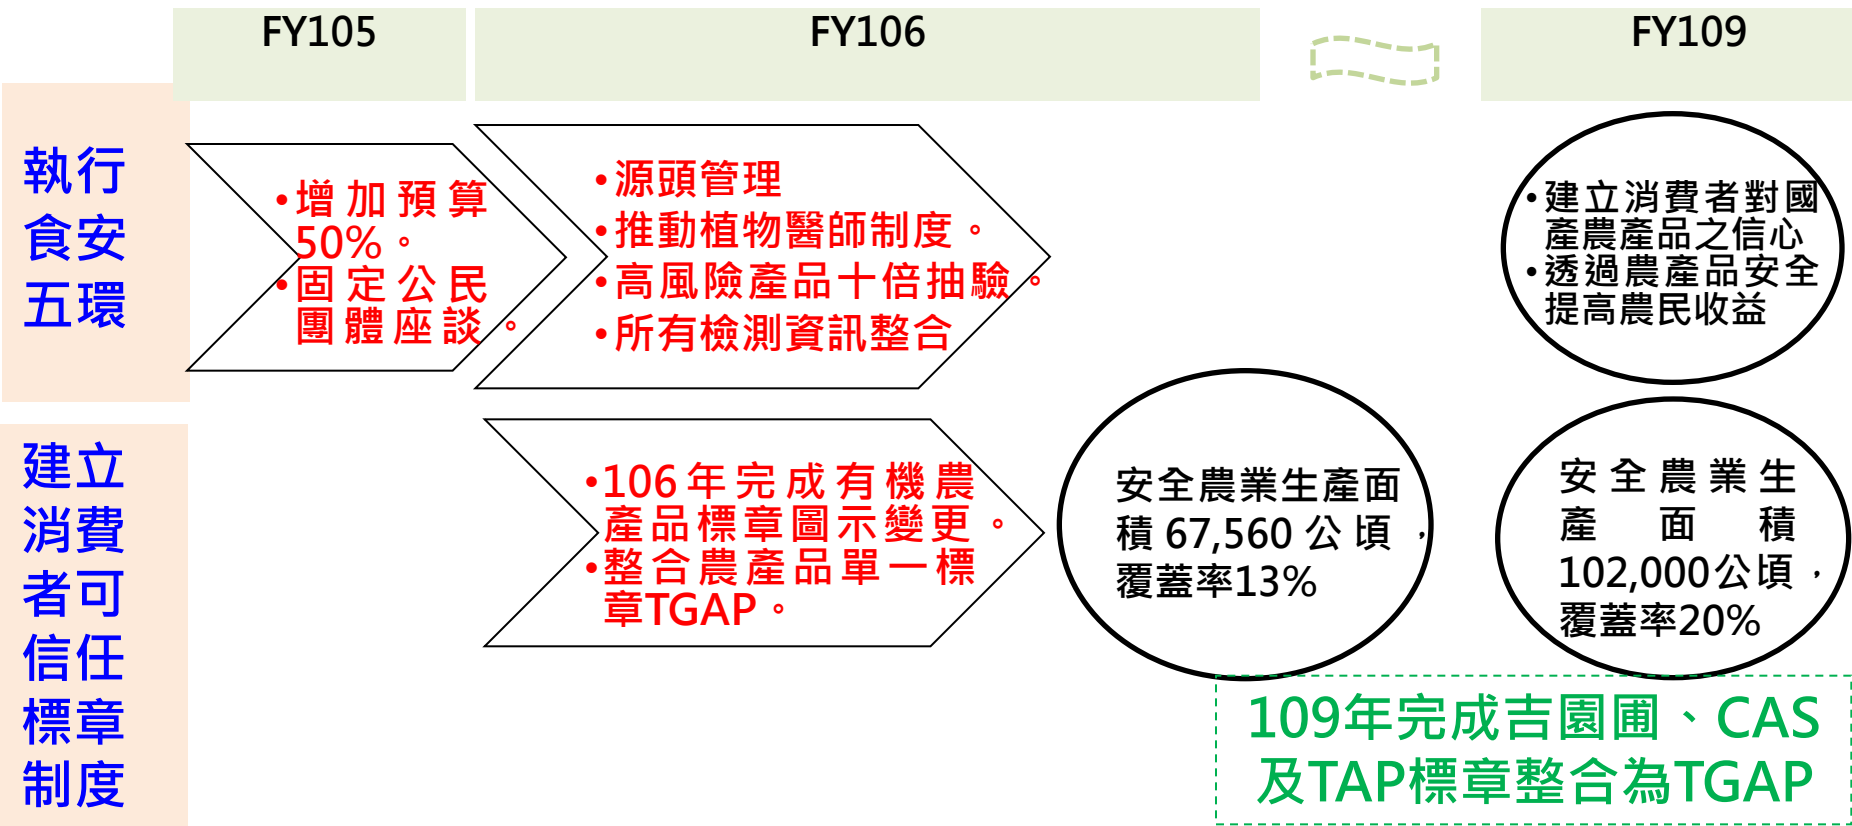 FY105
FY106
FY109
執行
食安
五環
•增加預算
50%。
•固定公民
團體座談。
•源頭管理
•推動植物醫師制度。
•高風險產品十倍抽驗。
•所有檢測資訊整合
•建立消費者對國
產農產品之信心
•透過農產品安全
提高農民收益
建立
消費
者可
信任
標章
制度
•106年完成有機農
產品標章圖示變更。
•整合農產品單一標
章TGAP。
安全農業生產面
積67,560公頃，
覆蓋率13%
安全農業生
產面積
102,000公頃，
覆蓋率20%
109年完成吉園圃、CAS
及TAP標章整合為TGAP